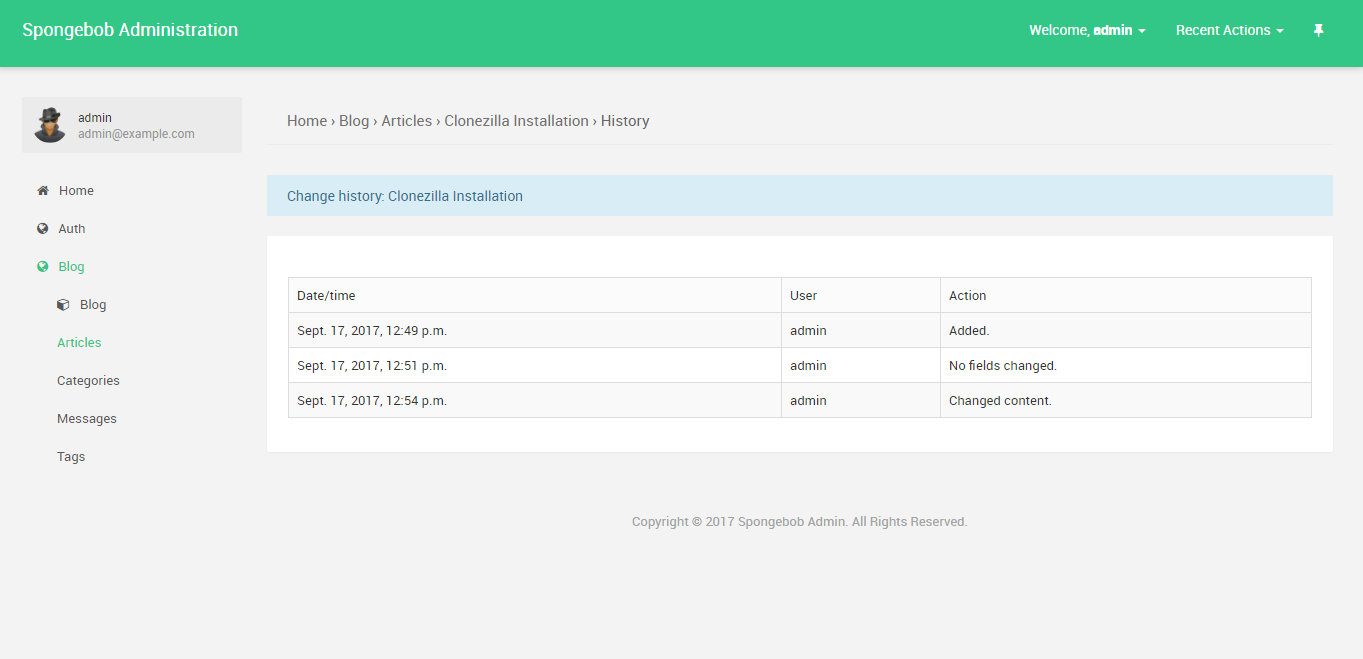 Spongebob Administration
Welcome, admin
Recent Actions
admin
admin@example.com
Home
Auth
Blog
Blog
Articles
Categories
Messages
Tags
Home › Blog › Articles › Clonezilla Installation › History
Change history: Clonezilla Installation
Date/time User Action
Sept. 17, 2017, 12:49 p.m. admin Added.
Sept. 17, 2017, 12:51 p.m. admin No fields changed.
Sept. 17, 2017, 12:54 p.m. admin Changed content.
Copyright © 2017 Spongebob Admin. All Rights Reserved.